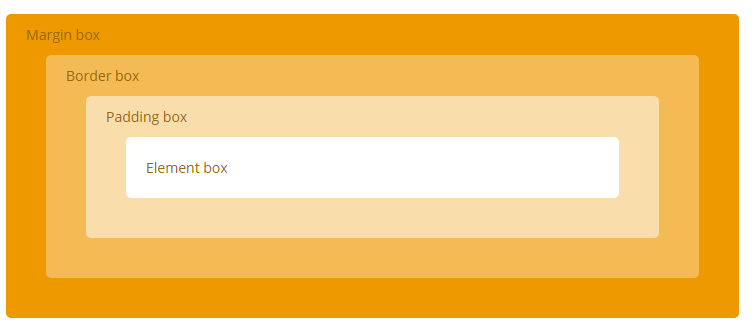 Margin box
Border box
Padding box
Element box